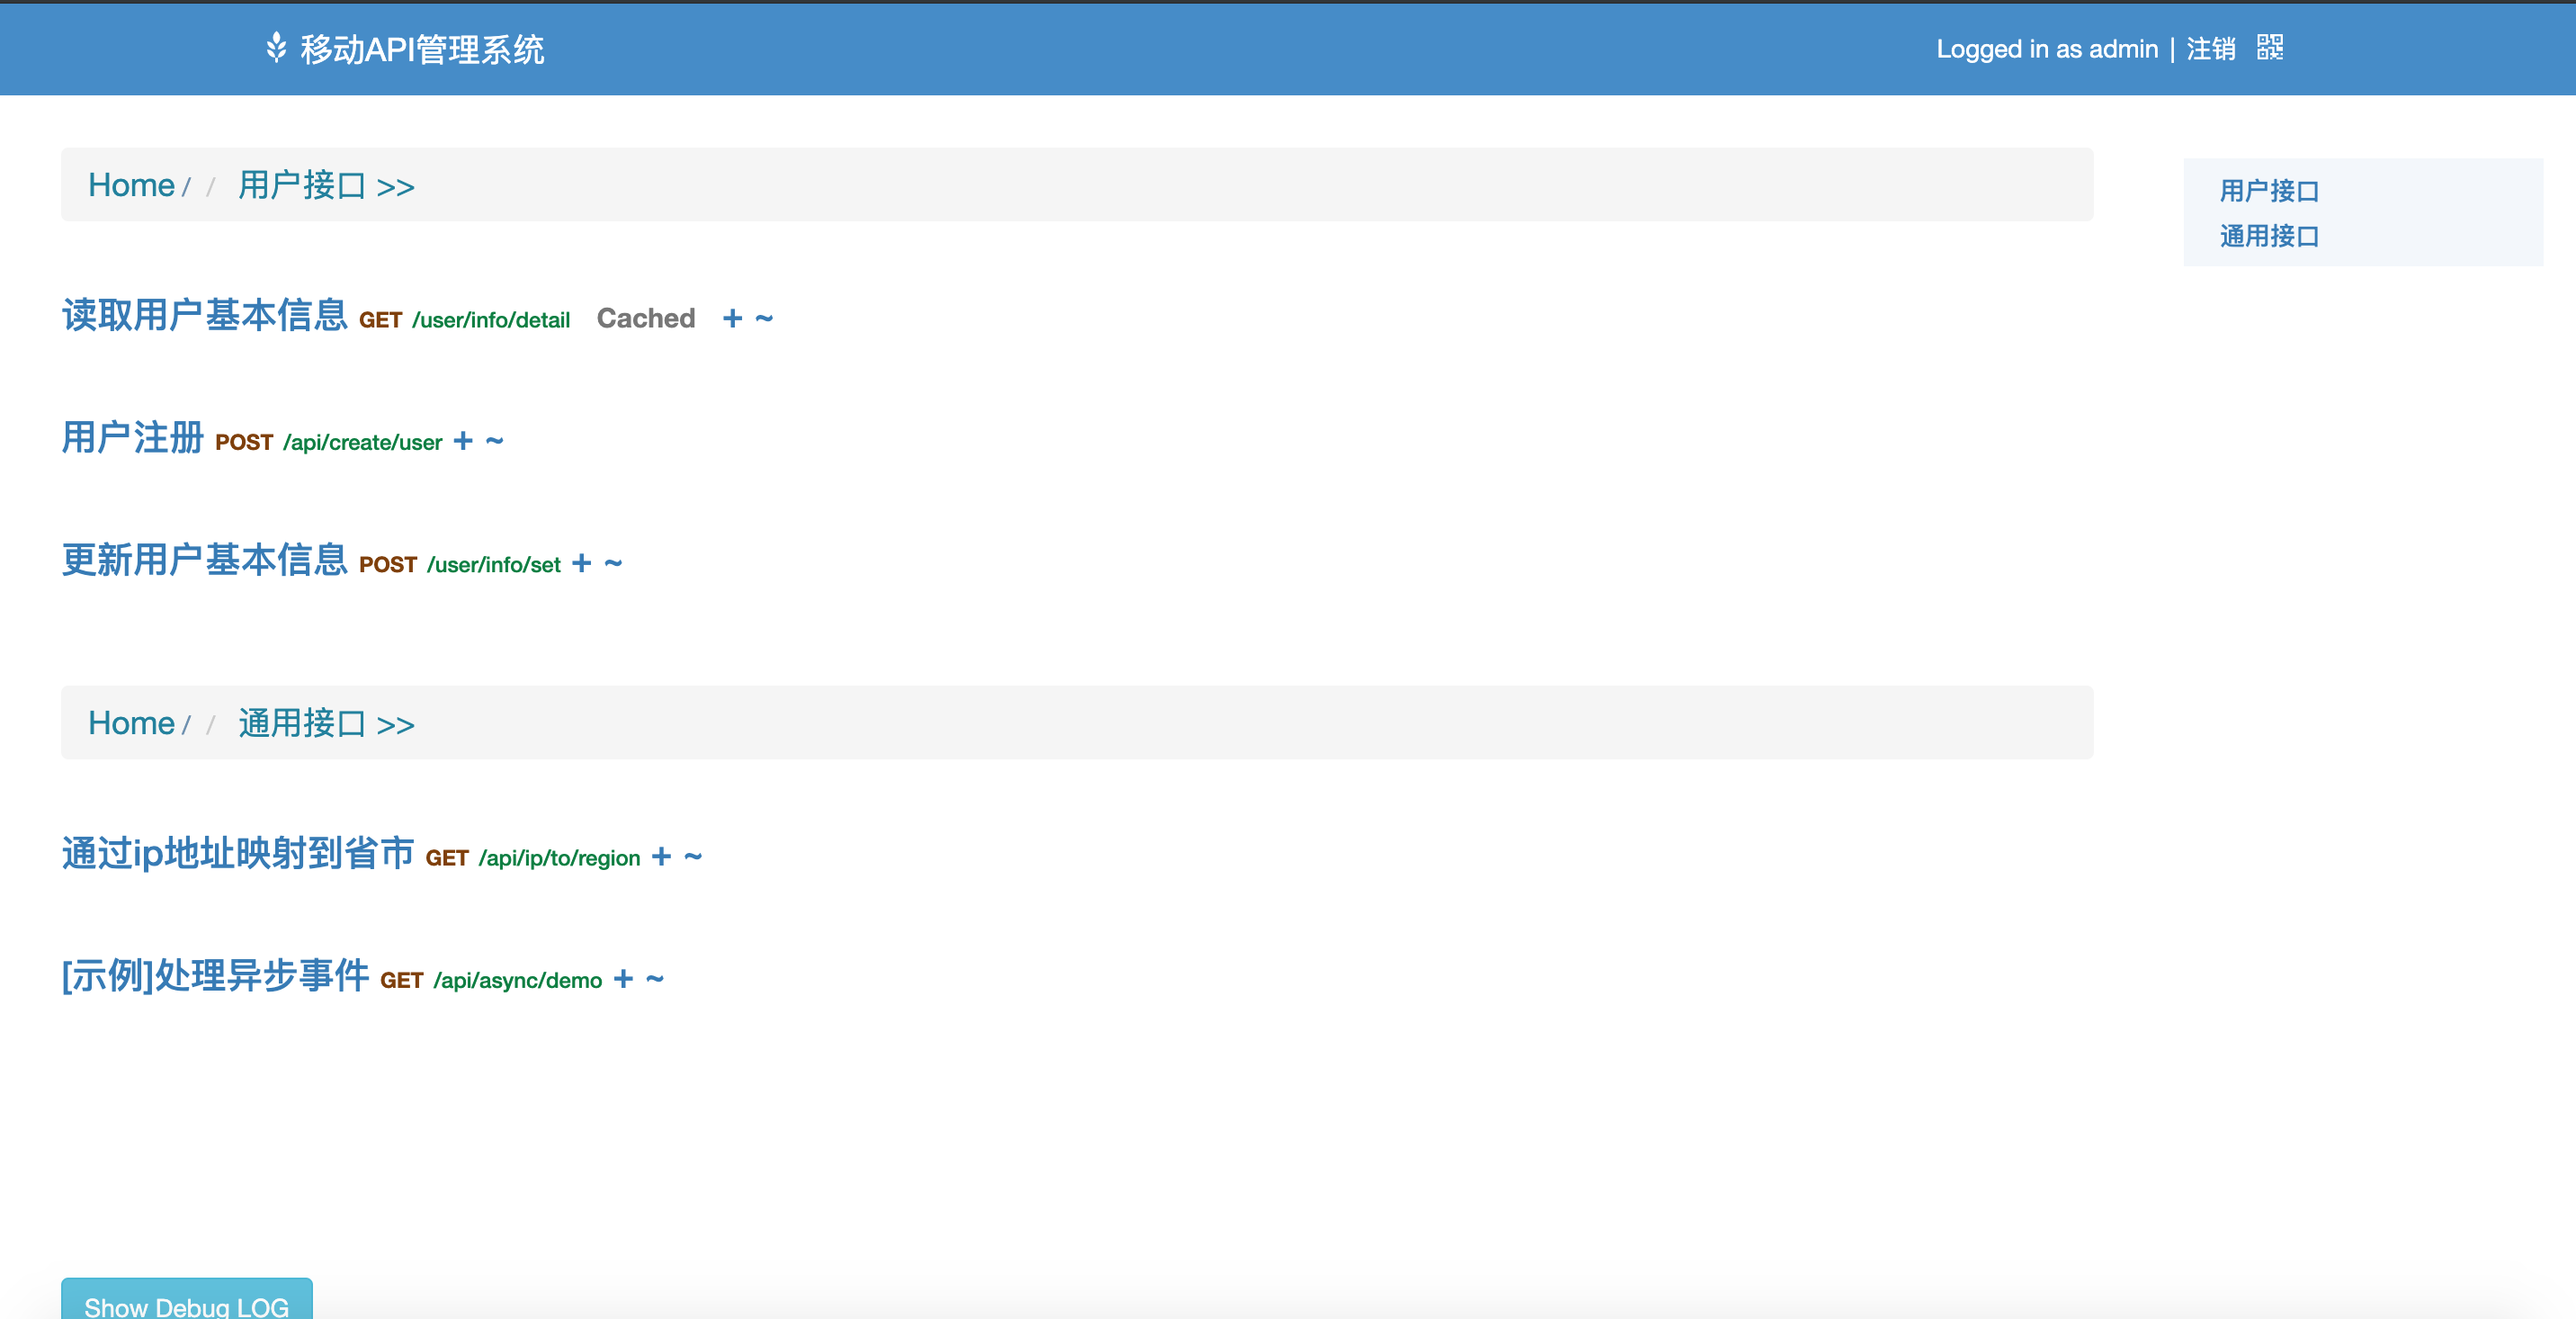 移动API管理系统
Logged in as admin | 注销
Home / / 用户接口 >>
用户接口
通用接口
读取用户基本信息 GET /user/info/detail Cached + ~
用户注册 POST /api/create/user + ~
更新用户基本信息 POST /user/info/set + ~
Home / / 通用接口 >>
通过ip地址映射到省市 GET /api/ip/to/region + ~
[示例]处理异步事件 GET /api/async/demo + ~
Show Debug LOG